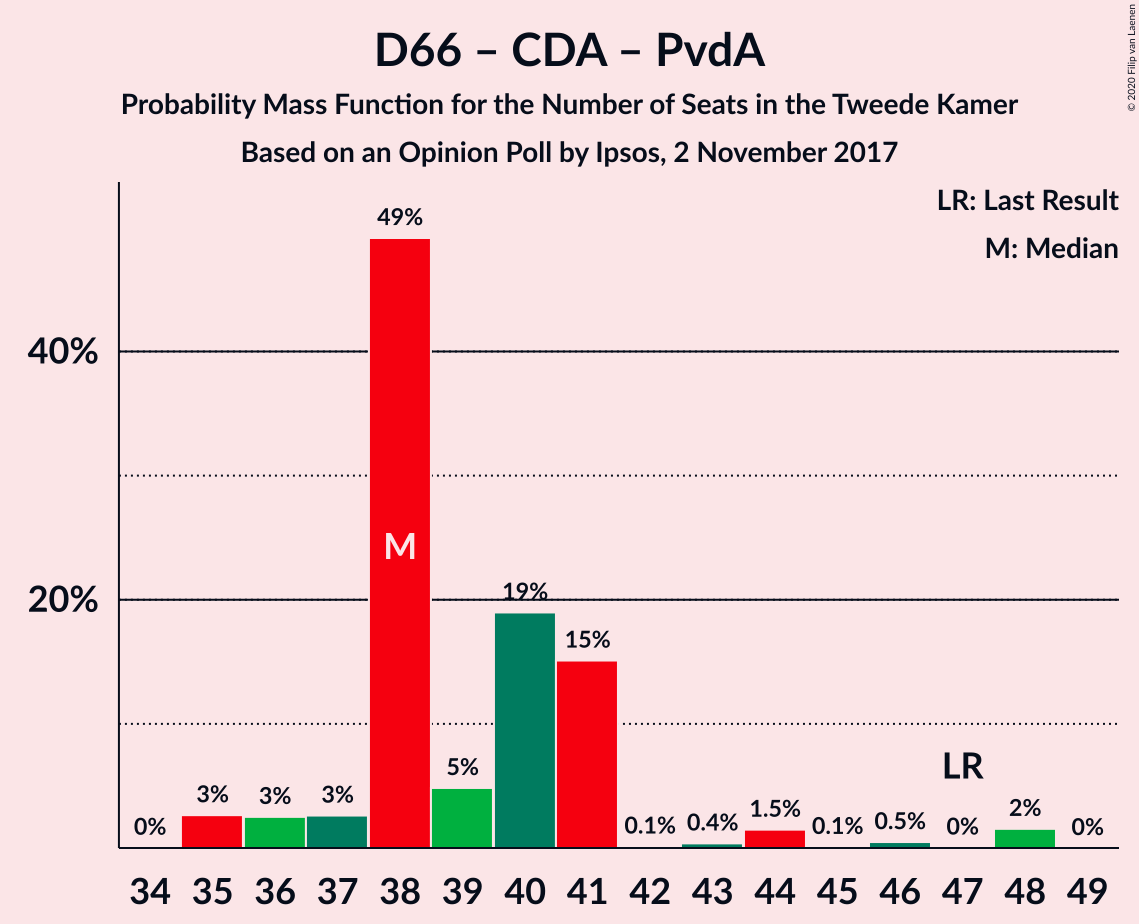 D66 – CDA – PvdA
Probability Mass Function for the Number of Seats in the Tweede Kamer
Based on an Opinion Poll by Ipsos, 2 November 2017
© 2020 Filip van Laenen
LR: Last Result
M: Median
40%
20%
0%
3%
3%
3%
49%
M
5%
19%
15%
0.1%
0.4%
1.5%
0.1%
0.5%
LR
0%
2%
0%
34 35 36 37 38 39 40 41 42 43 44 45 46 47 48 49